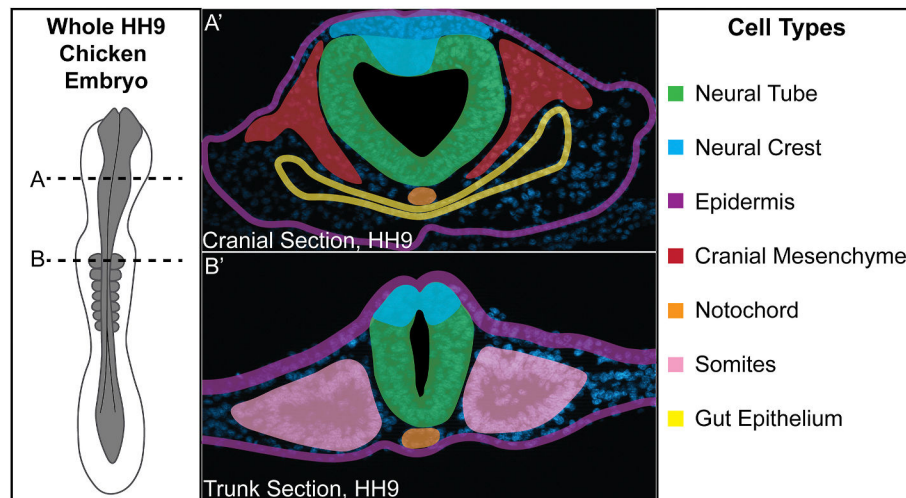 Whole HH9
Chicken
Embryo
A
B
A'
Cranial Section, HH9
B'
Trunk Section, HH9
Cell Types
Neural Tube
Neural Crest
Epidermis
Cranial Mesenchyme
Notochord
Somites
Gut Epithelium